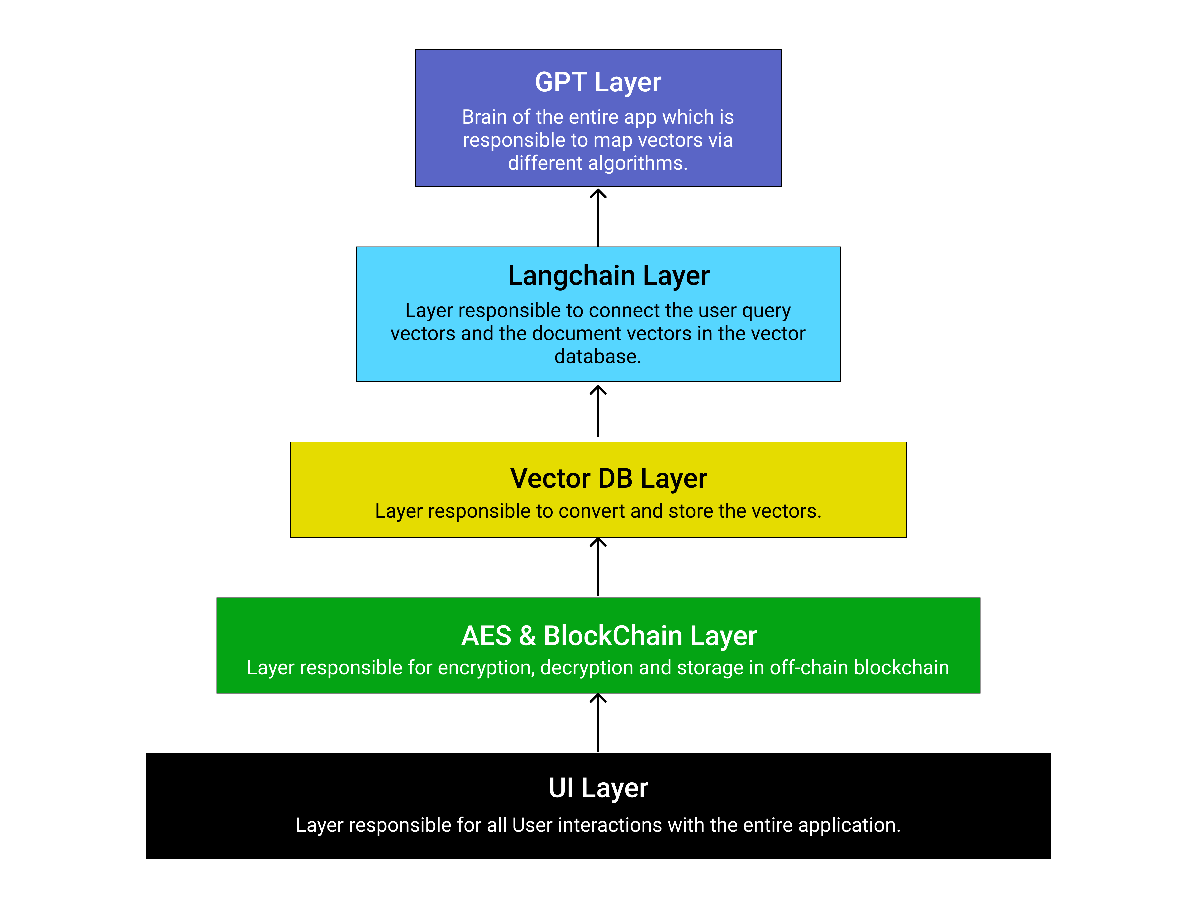 GPT Layer
Brain of the entire app which is
responsible to map vectors via
different algorithms.
Langchain Layer
Layer responsible to connect the user query
vectors and the document vectors in the vector
database.
Vector DB Layer
Layer responsible to convert and store the vectors.
AES & BlockChain Layer
Layer responsible for encryption, decryption and storage in off-chain blockchain
UI Layer
Layer responsible for all User interactions with the entire application.